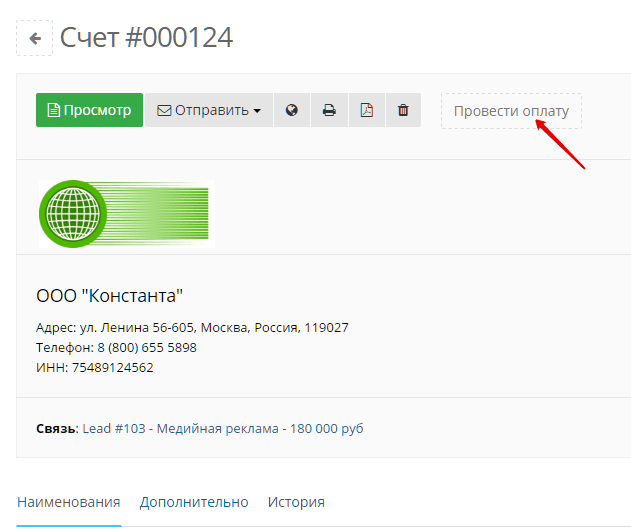 Счет #000124
Просмотр Отправить Провести оплату
ООО "Константа"
Адрес: ул. Ленина 56-605, Москва, Россия, 119027
Телефон: 8 (800) 655 5898
ИНН: 75489124562
Связь: Lead #103 - Медийная реклама - 180 000 руб
Наименования Дополнительно История